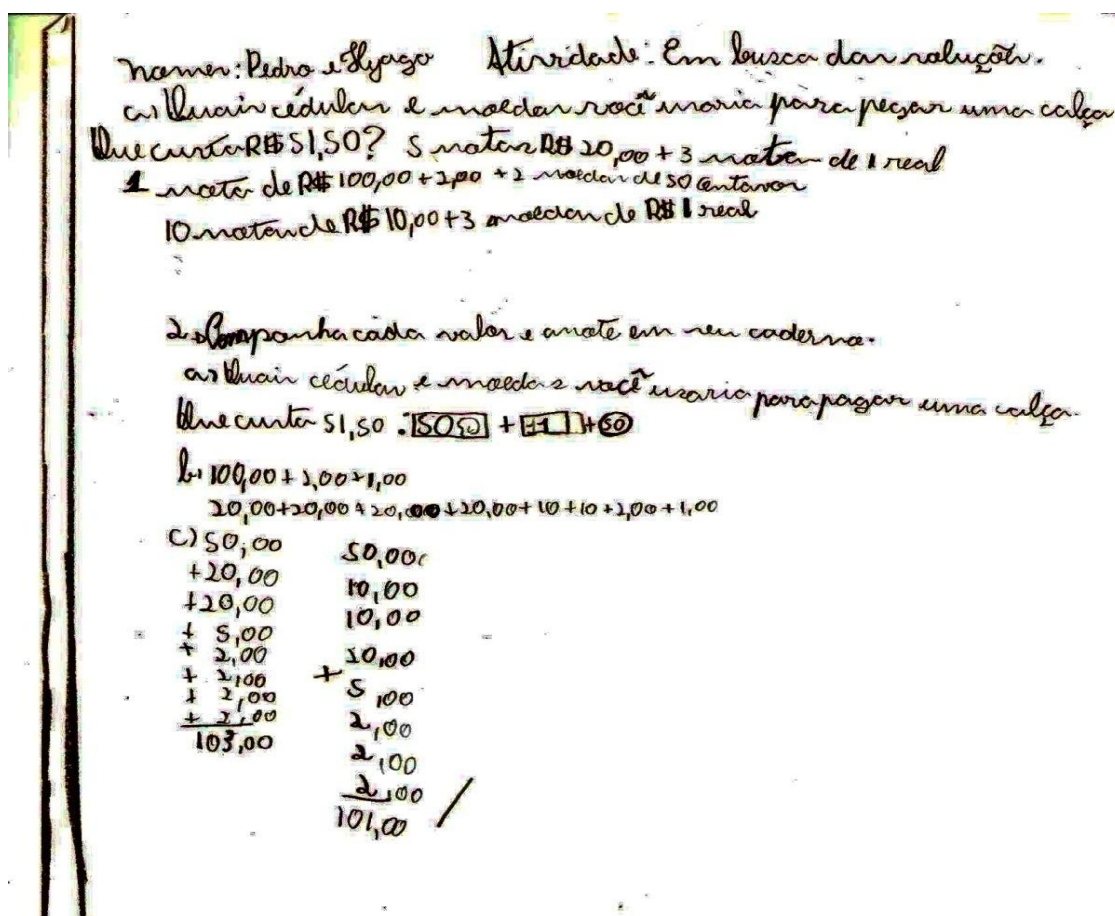 nomes: Pedro e Hyago Atividade: Em busca das soluções.
a) Quais cédulas e moedas você usaria para pegar uma calça
Que custa R$ 51,50? 5 notas R$ 20,00 + 3 notas de 1 real
1 nota de R$ 100,00 + 2,00 + 2 moedas de 50 centavos
10 notas de R$ 10,00 + 3 moedas de R$ 1 real
2. Componha cada valor e anote em seu caderno.
a) Quais cédulas e moedas você usaria para pagar uma calça.
Que custa 51,50. 50 + 1 + 50
b) 100,00 + 2,00 + 1,00
20,00+20,00+20,00+20,00+10+10+2,00+1,00
c) 50,00
+20,00
+20,00
+ 5,00
+ 2,00
+ 2,00
+ 2,00
+ 2,00
103,00
50,00
10,00
10,00
20,00
+ 5,00
2,00
2,00
2,00
101,00